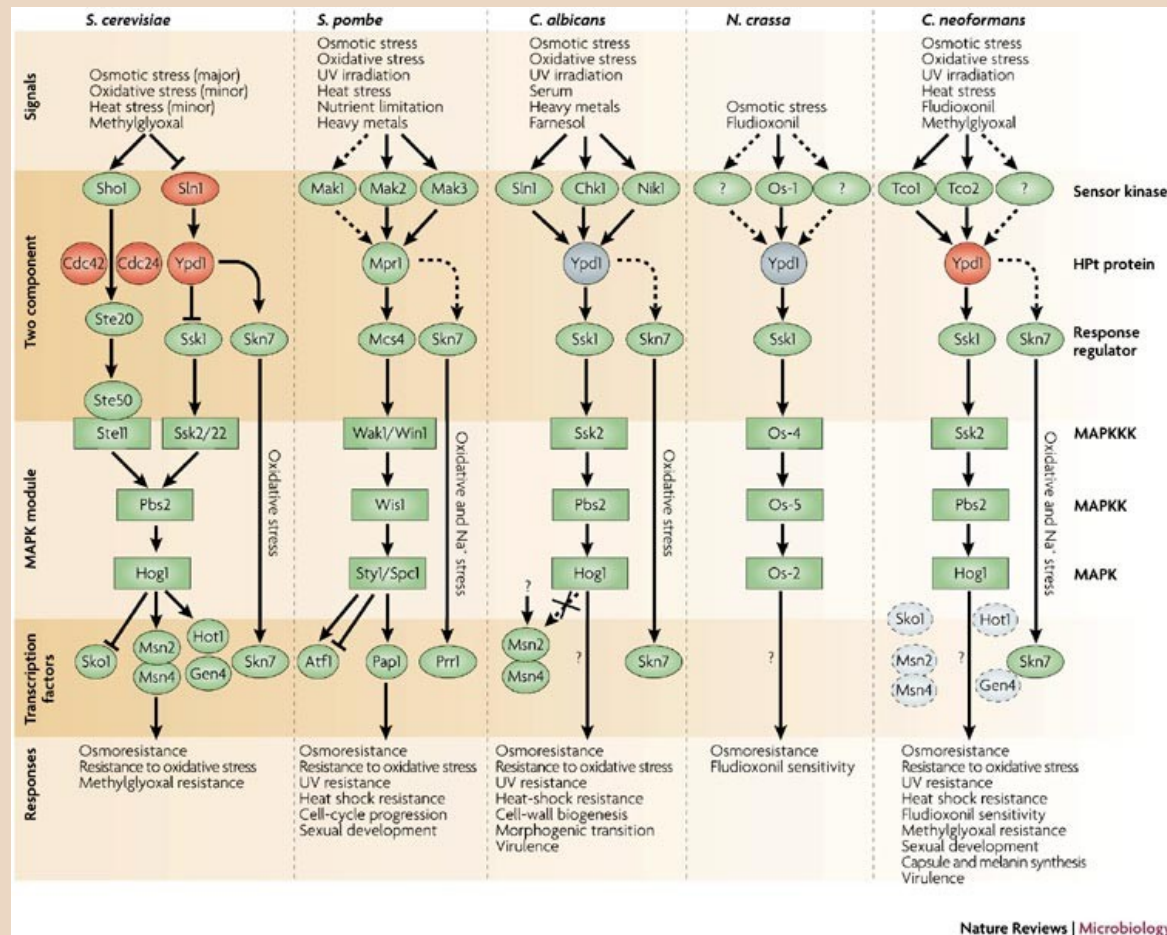 S. cerevisiae
S. pombe
C. albicans
N. crassa
C. neoformans
Signals
Osmotic stress (major)
Oxidative stress (minor)
Heat stress (minor)
Methylglyoxal
Osmotic stress
Oxidative stress
UV irradiation
Heat stress
Nutrient limitation
Heavy metals
Osmotic stress
Oxidative stress
UV irradiation
Serum
Heavy metals
Farnesol
Osmotic stress
Fludioxonil
Osmotic stress
Oxidative stress
UV irradiation
Heat stress
Fludioxonil
Methylglyoxal
Two component
Sho1 Sln1 Mak1 Mak2 Mak3 Sln1 Chk1 Nik1 ? Os-1 ? Tco1 Tco2 ? Sensor kinase
Cdc42 Cdc24 Ypd1 Mpr1 Ypd1 Ypd1 Ypd1 HPt protein
Ste20
Ssk1 Skn7 Mcs4 Skn7 Ssk1 Skn7 Ssk1 Ssk1 Skn7 Response
regulator
Ste50
MAPK module
Ste11 Ssk2/22 Wak1/Win1 Ssk2 Os-4 Ssk2 MAPKKK
Oxidative stress
Oxidative and Na⁺ stress
Oxidative stress
Oxidative and Na⁺ stress
Pbs2 Wis1 Pbs2 Os-5 Pbs2 MAPKK
Hog1 Sty1/Spc1 Hog1 Os-2 Hog1 MAPK
Transcription
factors
?
Sko1 Msn2 Hot1
Msn4 Gen4 Skn7
Atf1 Pap1 Prr1
Msn2
Msn4
?
Skn7
?
Sko1 Hot1
Msn2 ? Skn7
Msn4 Gen4
Responses
Osmoresistance
Resistance to oxidative stress
Methylglyoxal resistance
Osmoresistance
Resistance to oxidative stress
UV resistance
Heat shock resistance
Cell-cycle progression
Sexual development
Osmoresistance
Resistance to oxidative stress
UV resistance
Heat-shock resistance
Cell-wall biogenesis
Morphogenic transition
Virulence
Osmoresistance
Fludioxonil sensitivity
Osmoresistance
Resistance to oxidative stress
UV resistance
Heat shock resistance
Fludioxonil sensitivity
Methylglyoxal resistance
Sexual development
Capsule and melanin synthesis
Virulence
Nature Reviews | Microbiology